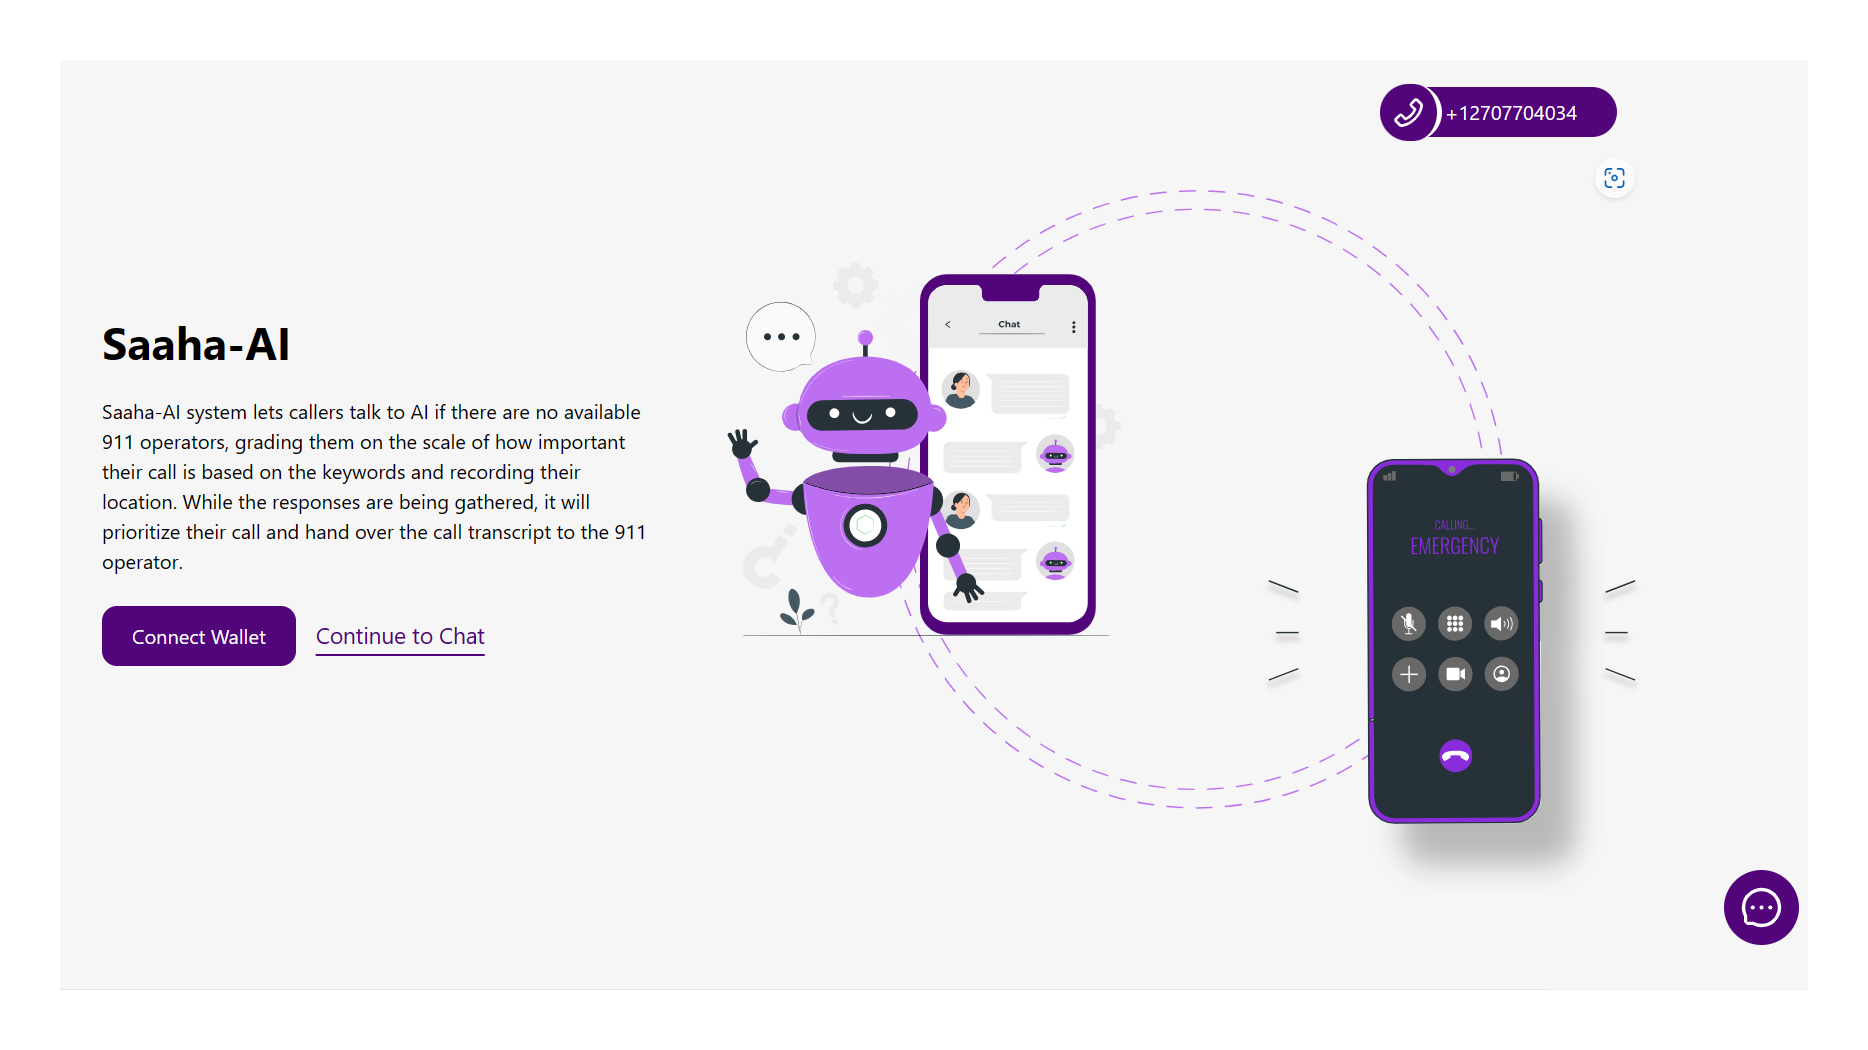 +12707704034
Saaha-AI
Saaha-AI system lets callers talk to AI if there are no available
911 operators, grading them on the scale of how important
their call is based on the keywords and recording their
location. While the responses are being gathered, it will
prioritize their call and hand over the call transcript to the 911
operator.
Connect Wallet
Continue to Chat
Chat
CALLING...
EMERGENCY